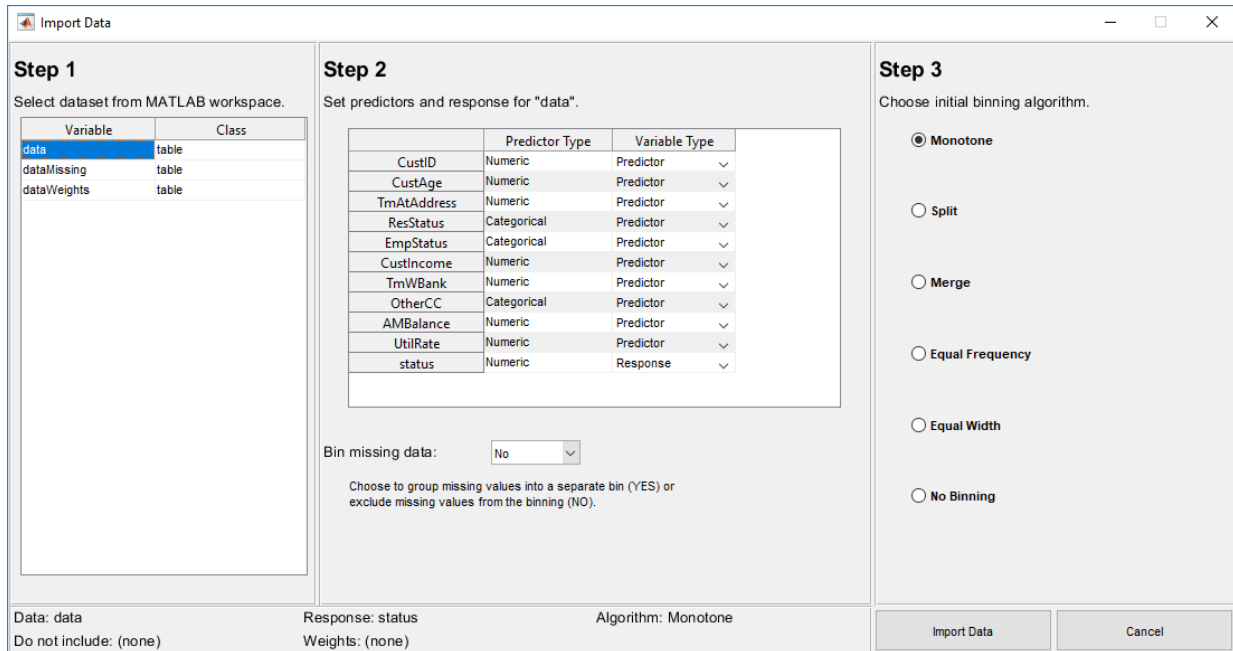 Import Data
Step 1
Select dataset from MATLAB workspace.
Variable Class
data table
dataMissing table
dataWeights table
Step 2
Set predictors and response for "data".
Predictor Type Variable Type
CustID Numeric Predictor
CustAge Numeric Predictor
TmAtAddress Numeric Predictor
ResStatus Categorical Predictor
EmpStatus Categorical Predictor
CustIncome Numeric Predictor
TmWBank Numeric Predictor
OtherCC Categorical Predictor
AMBalance Numeric Predictor
UtilRate Numeric Predictor
status Numeric Response
Bin missing data: No
Choose to group missing values into a separate bin (YES) or
exclude missing values from the binning (NO).
Step 3
Choose initial binning algorithm.
Monotone
Split
Merge
Equal Frequency
Equal Width
No Binning
Data: data Response: status Algorithm: Monotone
Do not include: (none) Weights: (none)
Import Data Cancel